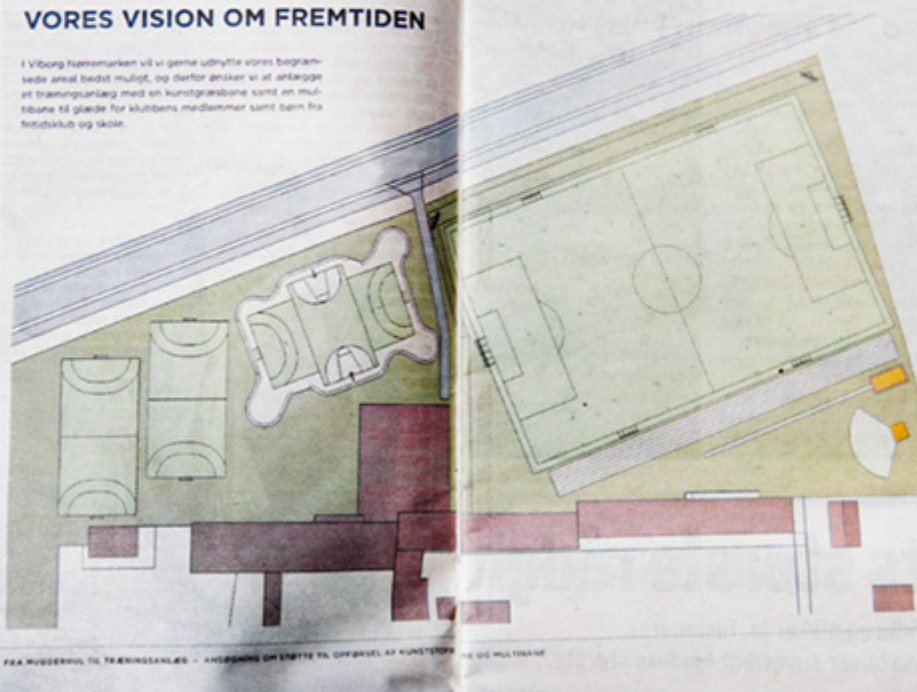 VORES VISION OM FREMTIDEN
I Viborg Nørremarken vil vi gerne udnytte vores begræn-
sede areal bedst muligt, og derfor ønsker vi at anlægge
et træningsanlæg med en kunstgræsbane samt en mul-
tibane til glæde for klubbens medlemmer samt børn fra
fritidsklub og skole.
FRA MUDDERHUL TIL TRÆNINGSANLÆG - ANSØGNING OM STØTTE TIL OPFØRSEL AF KUNSTSTOFB NE OG MULTIBANE